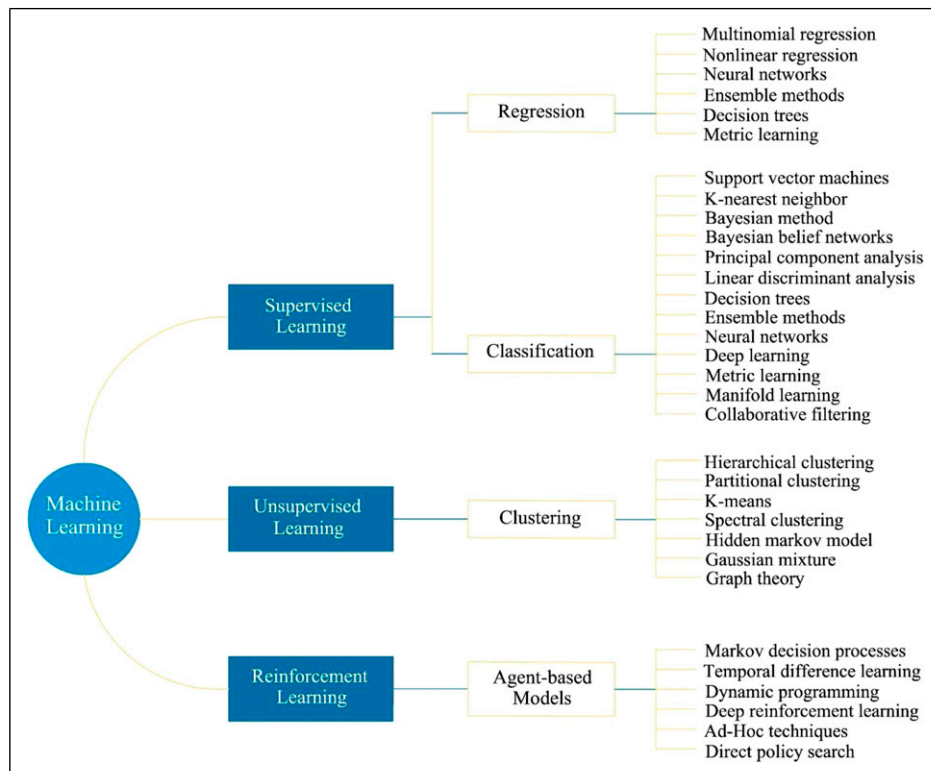 Machine
Learning
Supervised
Learning
Regression
Multinomial regression
Nonlinear regression
Neural networks
Ensemble methods
Decision trees
Metric learning
Classification
Support vector machines
K-nearest neighbor
Bayesian method
Bayesian belief networks
Principal component analysis
Linear discriminant analysis
Decision trees
Ensemble methods
Neural networks
Deep learning
Metric learning
Manifold learning
Collaborative filtering
Unsupervised
Learning
Clustering
Hierarchical clustering
Partitional clustering
K-means
Spectral clustering
Hidden markov model
Gaussian mixture
Graph theory
Reinforcement
Learning
Agent-based
Models
Markov decision processes
Temporal difference learning
Dynamic programming
Deep reinforcement learning
Ad-Hoc techniques
Direct policy search